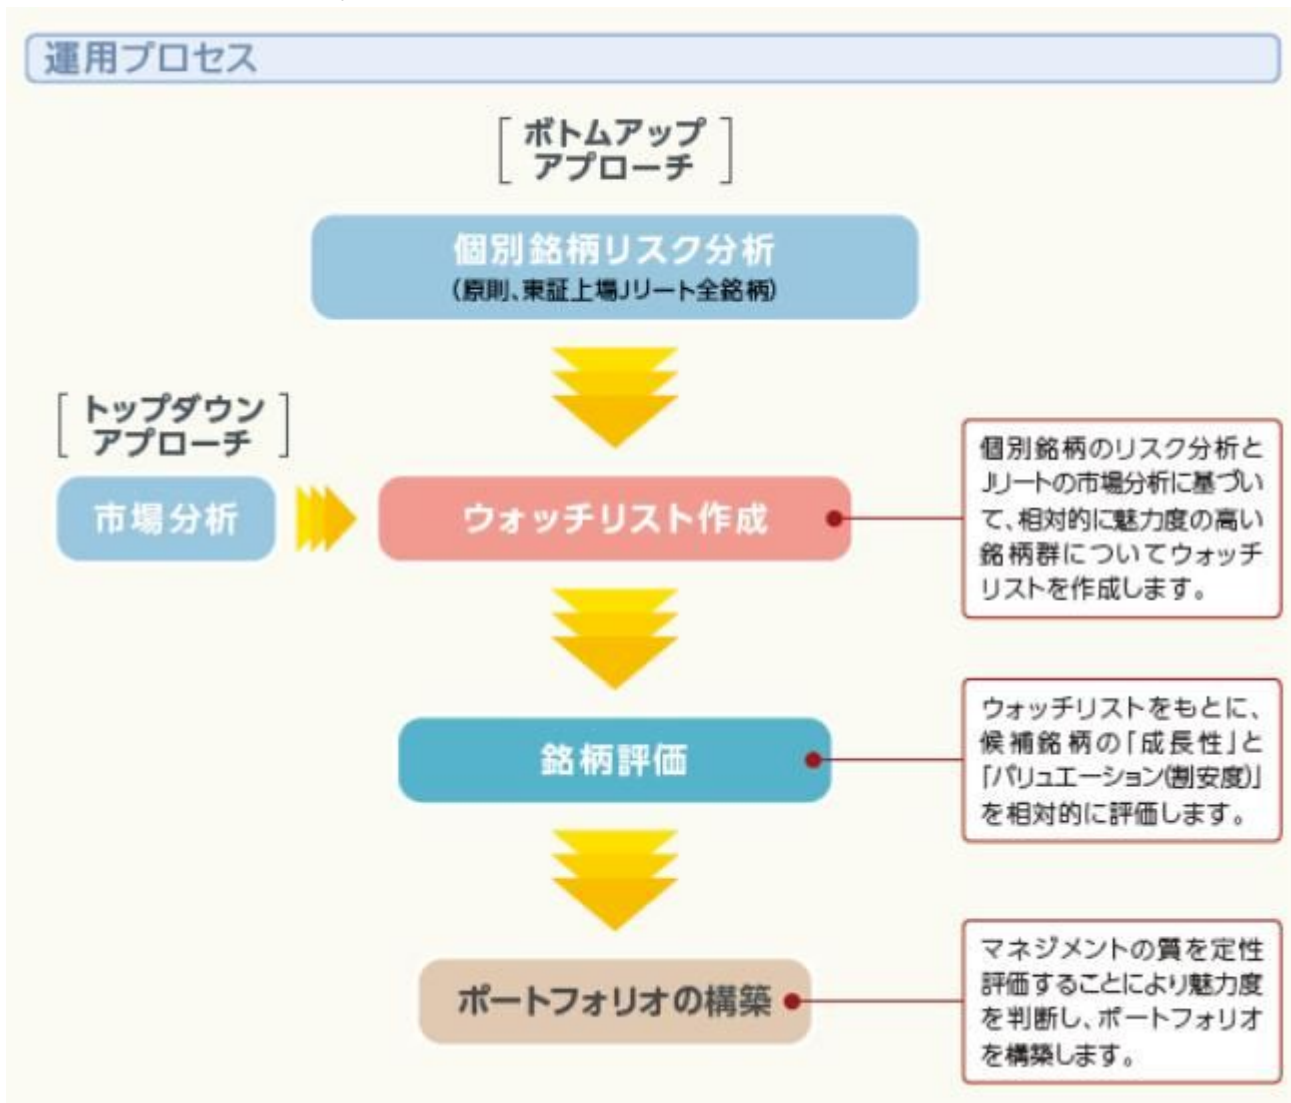 運用プロセス
ボトムアップ
アプローチ
個別銘柄リスク分析
(原則、東証上場Jリート全銘柄)
トップダウン
アプローチ
市場分析
ウォッチリスト作成
個別銘柄のリスク分析と
Jリートの市場分析に基づい
て、相対的に魅力度の高い
銘柄群についてウォッチ
リストを作成します。
銘柄評価
ウォッチリストをもとに、
候補銘柄の「成長性」と
「バリュエーション(割安度)」
を相対的に評価します。
ポートフォリオの構築
マネジメントの質を定性
評価することにより魅力度
を判断し、ポートフォリオ
を構築します。